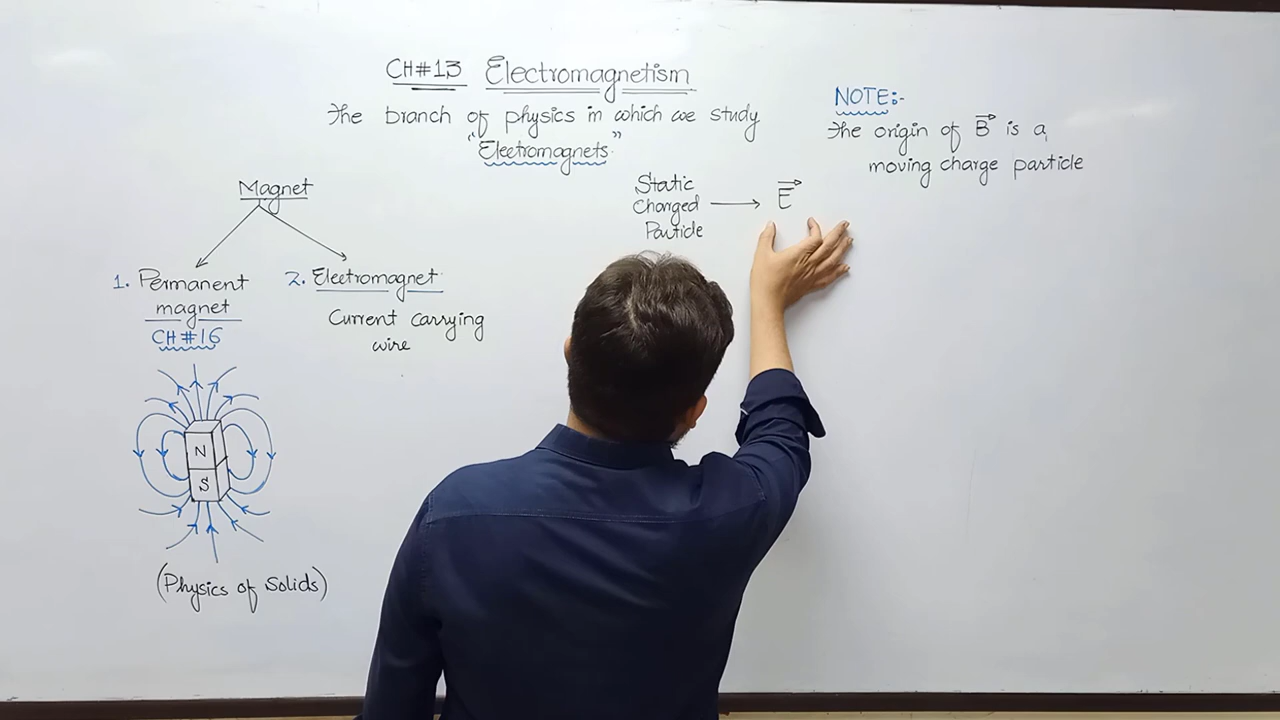 CH#13 Electromagnetism
The branch of physics in which we study
"Electromagnets."
NOTE:-
The origin of B⃗ is a
moving charge particle
Magnet
1. Permanent
magnet
CH#16
2. Electromagnet
Current carrying
wire
Static
Charged
Particle
→ E⃗
N
S
(Physics of Solids)